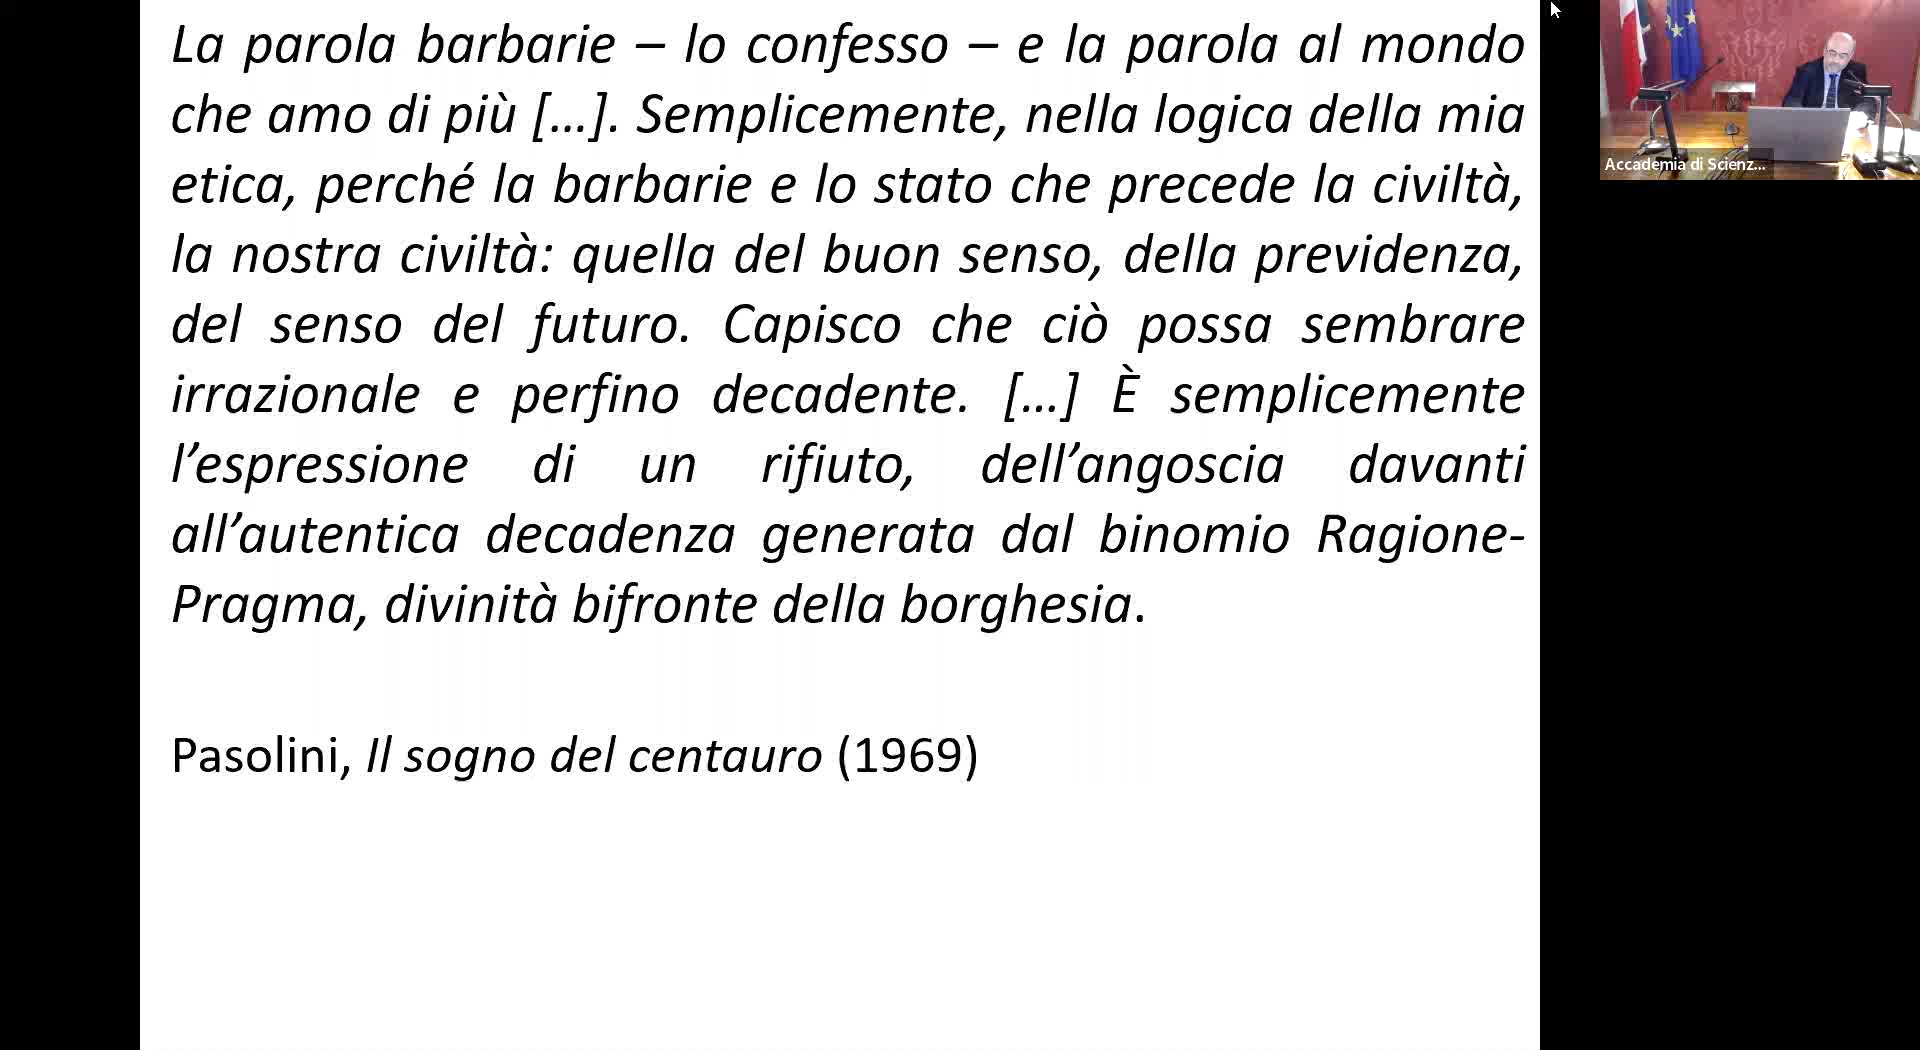 La parola barbarie – lo confesso – e la parola al mondo
che amo di più [...]. Semplicemente, nella logica della mia
etica, perché la barbarie e lo stato che precede la civiltà,
la nostra civiltà: quella del buon senso, della previdenza,
del senso del futuro. Capisco che ciò possa sembrare
irrazionale e perfino decadente. [...] È semplicemente
l’espressione di un rifiuto, dell’angoscia davanti
all’autentica decadenza generata dal binomio Ragione-
Pragma, divinità bifronte della borghesia.
Pasolini, Il sogno del centauro (1969)
Accademia di Scienz...